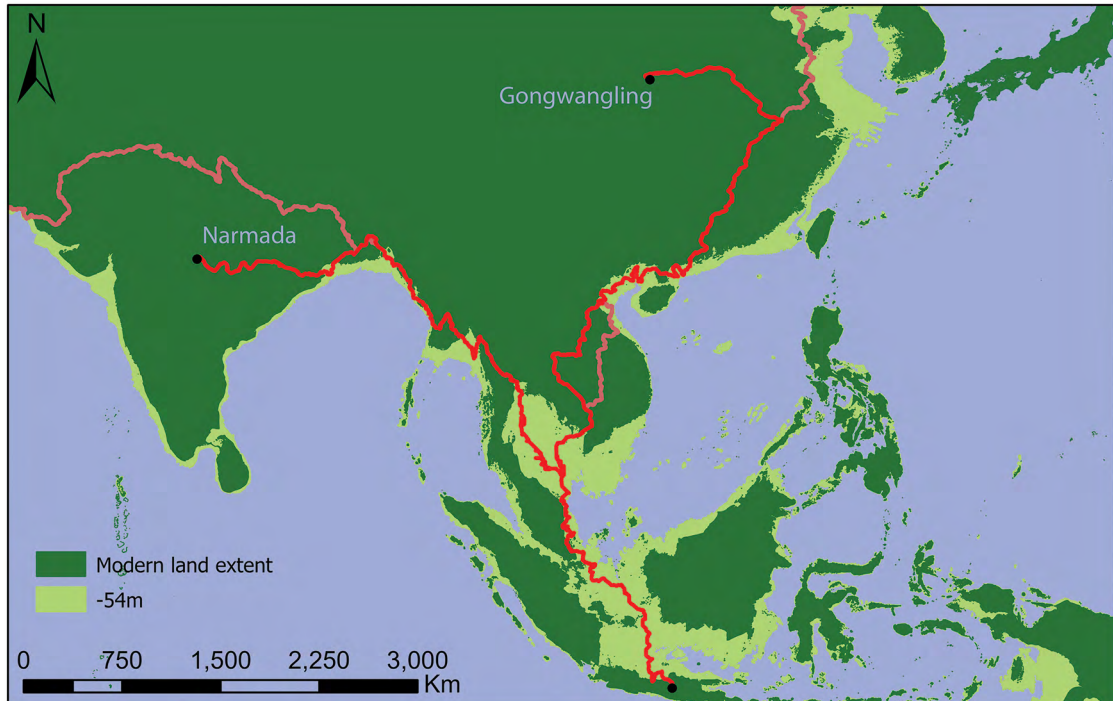 N
Gongwangling
Narmada
Modern land extent
-54m
0 750 1,500 2,250 3,000
Km